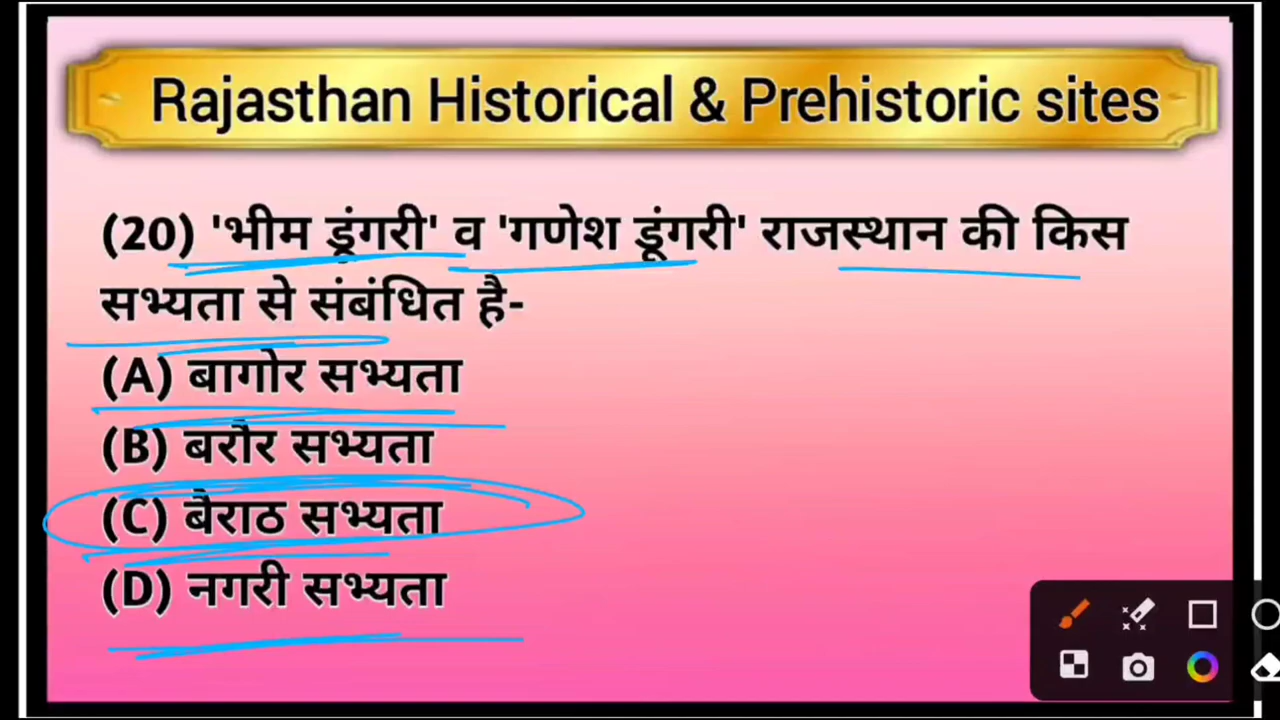 Rajasthan Historical & Prehistoric sites
(20) 'भीम डूंगरी' व 'गणेश डूंगरी' राजस्थान की किस
सभ्यता से संबंधित है-
(A) बागोर सभ्यता
(B) बरौर सभ्यता
(C) बैराठ सभ्यता
(D) नगरी सभ्यता